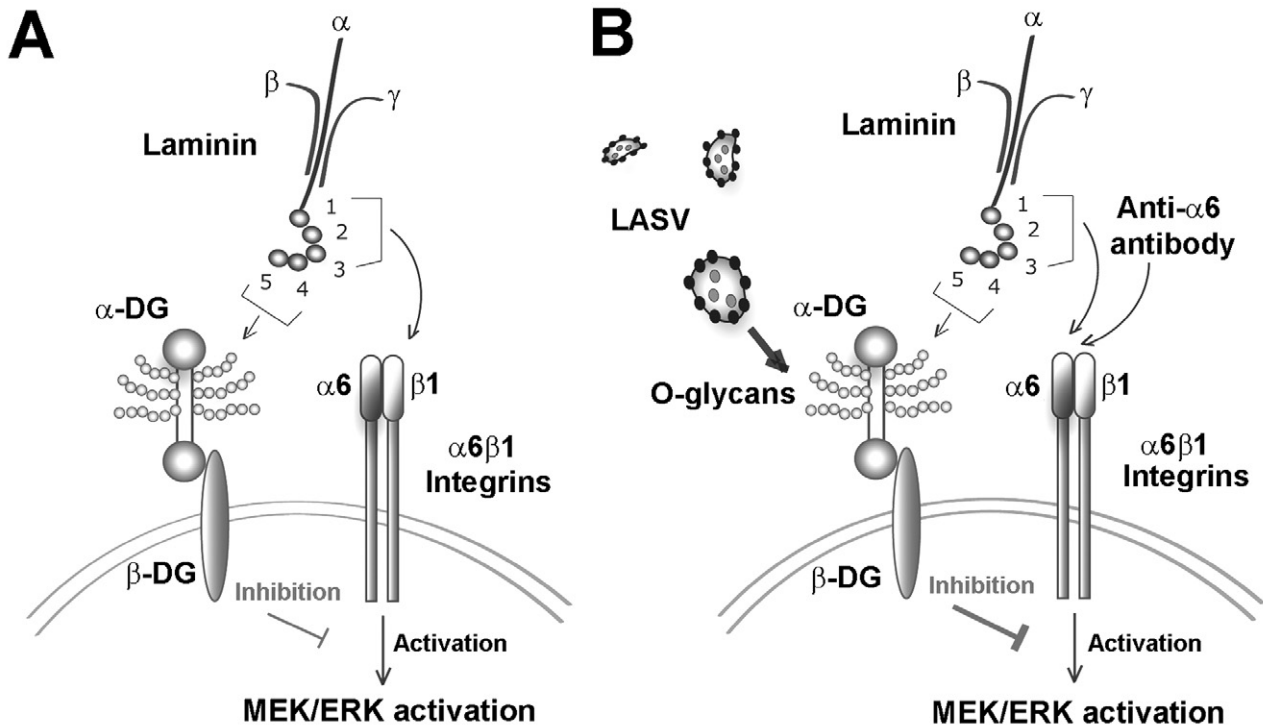 A
α
β
γ
Laminin
1
2
3
4
5
α-DG
α6
β1
α6β1
Integrins
β-DG
Inhibition
Activation
MEK/ERK activation
B
α
β
γ
Laminin
LASV
1
2
3
4
5
Anti-α6
antibody
α-DG
O-glycans
α6
β1
α6β1
Integrins
β-DG
Inhibition
Activation
MEK/ERK activation